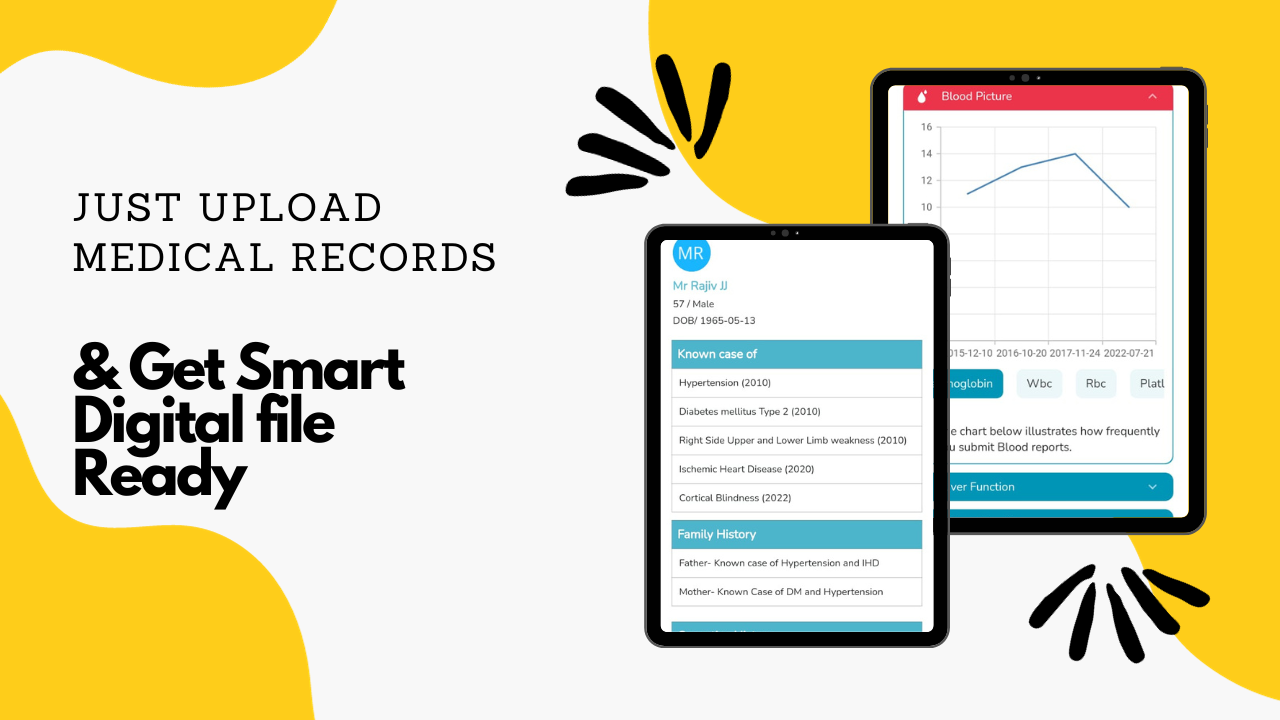 JUST UPLOAD
MEDICAL RECORDS
& Get Smart
Digital file
Ready
MR
Mr Rajiv JJ
57 / Male
DOB/ 1965-05-13
Known case of
Hypertension (2010)
Diabetes mellitus Type 2 (2010)
Right Side Upper and Lower Limb weakness (2010)
Ischemic Heart Disease (2020)
Cortical Blindness (2022)
Family History
Father- Known case of Hypertension and IHD
Mother- Known Case of DM and Hypertension
Blood Picture
16
14
12
10
015-12-10 2016-10-20 2017-11-24 2022-07-21
noglobin Wbc Rbc Platl
e chart below illustrates how frequently
u submit Blood reports.
ver Function